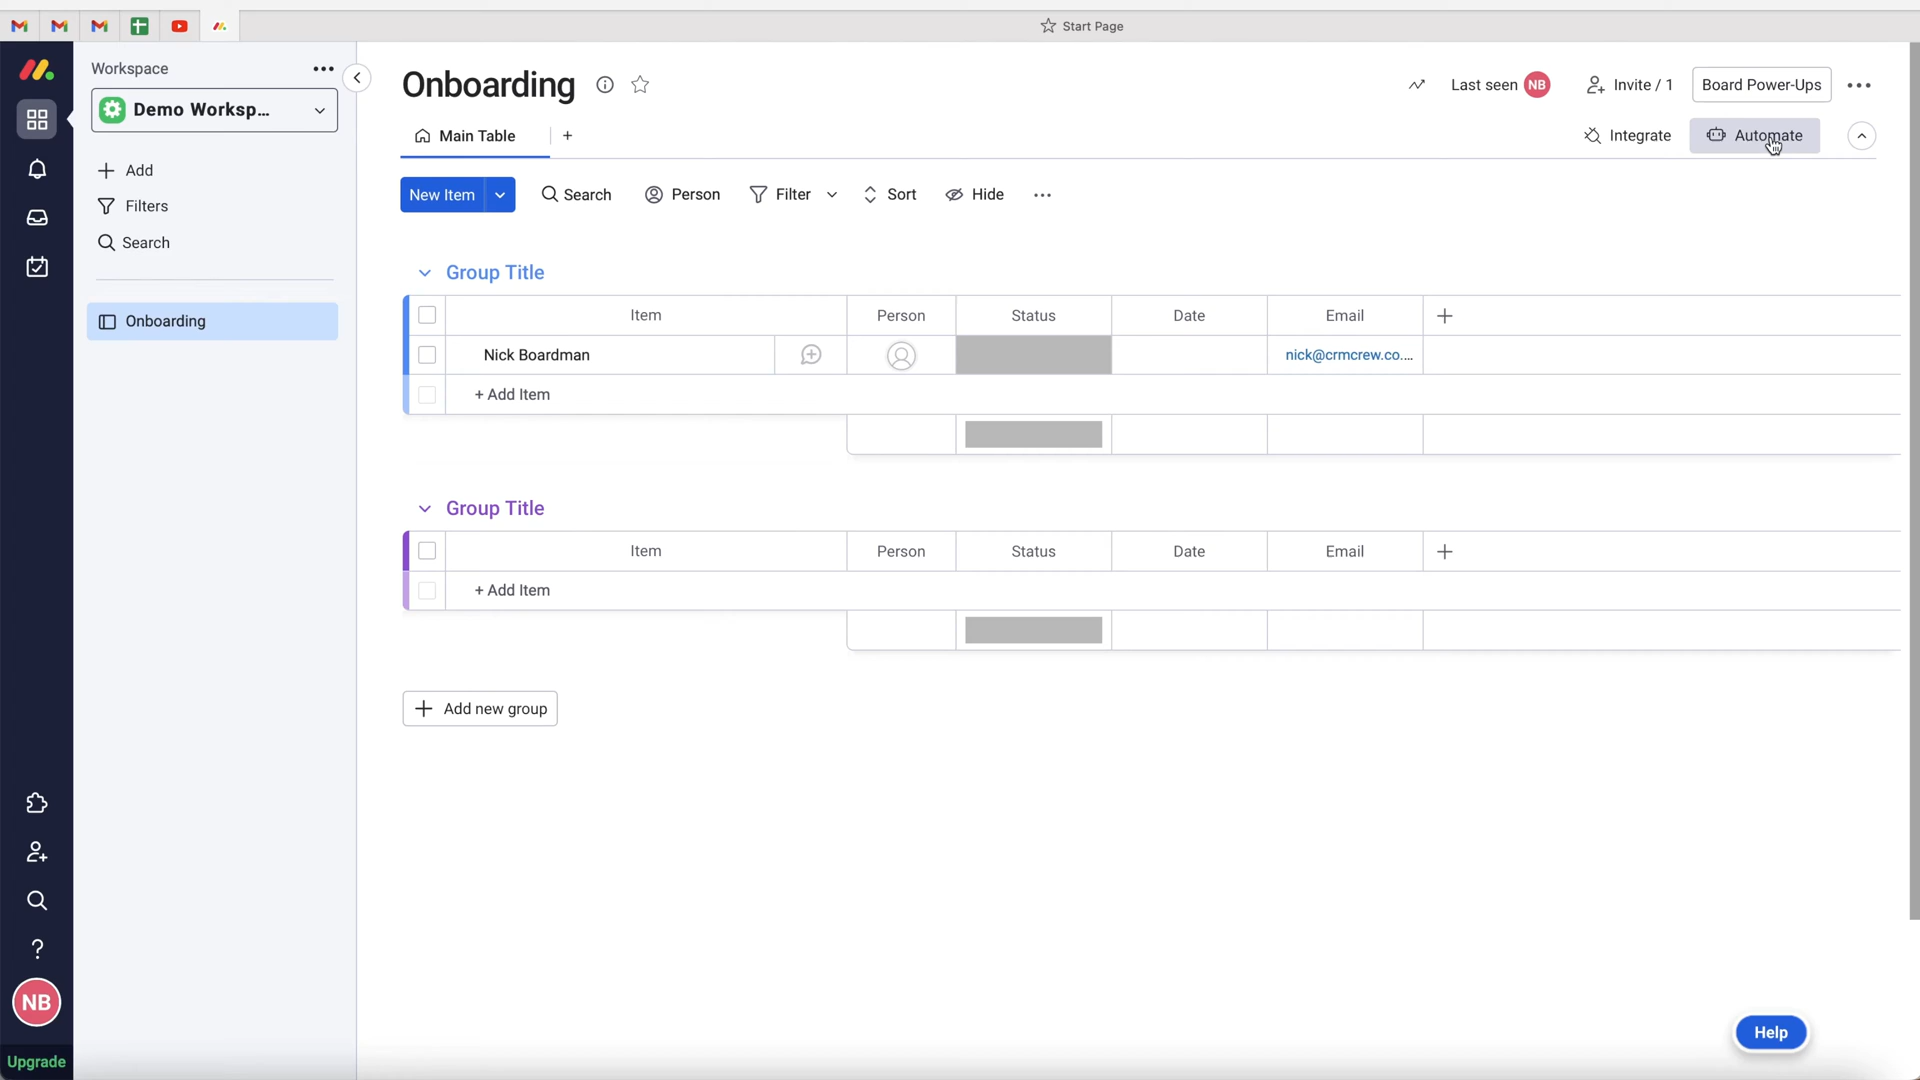 Start Page
Workspace
Demo Worksp...
Add
Filters
Search
Onboarding
NB
Upgrade
Onboarding
Last seen NB
Invite / 1
Board Power-Ups
Main Table
Integrate
Automate
New Item
Search
Person
Filter
Sort
Hide
Group Title
Item Person Status Date Email
Nick Boardman nick@crmcrew.co....
+ Add Item
Group Title
Item Person Status Date Email
+ Add Item
Add new group
Help